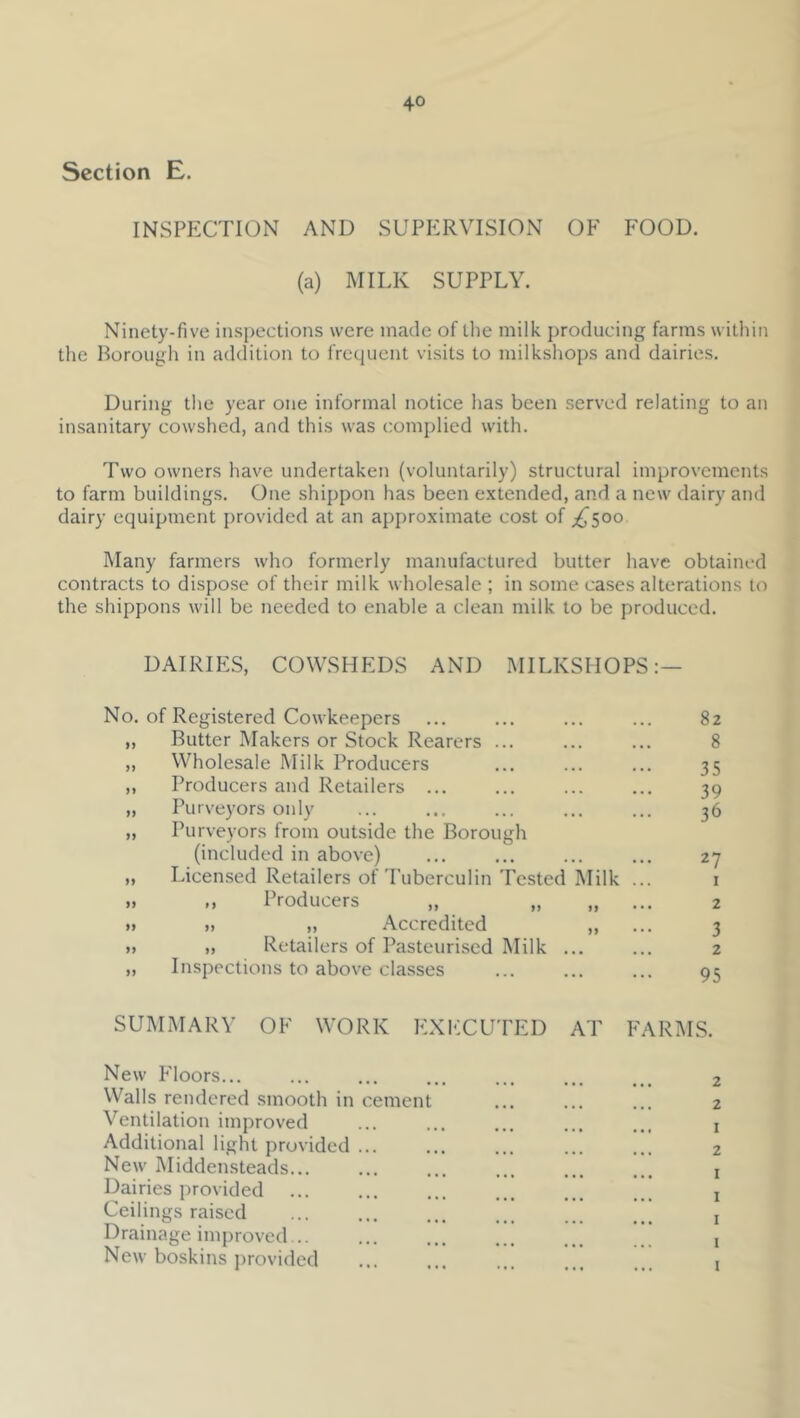 40
Section E.
INSPECTION AND SUPERVISION OF FOOD.
(a) MILK SUPPLY.
Ninety-five inspections were made of the milk producing farms within
the Borough in addition to frequent visits to milkshops and dairies.
During the year one informal notice has been served relating to an
insanitary cowshed, and this was complied with.
Two owners have undertaken (voluntarily) structural improvements
to farm buildings. One shippon has been extended, and a new dairy and
dairy equipment provided at an approximate cost of £500
Many farmers who formerly manufactured butter have obtained
contracts to dispose of their milk wholesale ; in some cases alterations to
the shippons will be needed to enable a clean milk to be produced.
DAIRIES, COWSHEDS AND MILKSHOPS:—
No. of Registered Cowkeepers ... ... ... ... 82
„ Butter Makers or Stock Rearers ... ... ... 8
„ Wholesale Milk Producers ... ... ... 35
„ Producers and Retailers ... ... ... ... 39
„ Purveyors only ... ... ... ... ... 36
„ Purveyors from outside the Borough
(included in above) ... ... ... ... 27
„ Licensed Retailers of Tuberculin Tested Milk ... 1
„ „ Producers „ „ „ ... 2
„ „ „ Accredited „ ... 3
„ „ Retailers of Pasteurised Milk ... ... 2
„ Inspections to above classes ... ... ... 95
SUMMARY OF WORK EXECUTED AT FARMS.
New Floors... ... ... ... ... ... ... 2
Walls rendered smooth in cement ... ... ... 2
Ventilation improved ... ... ... ... ... 1
Additional light provided ... ... ... ... ... 2
New Middensteads... ... ... ... ... ... 1
Dairies provided ... ... ... ... ... ... 1
Ceilings raised ... ... ... ... ... ... 1
Drainage improved... ... ... ... ... ... 1
New boskins provided ... ... ... ... ... 1